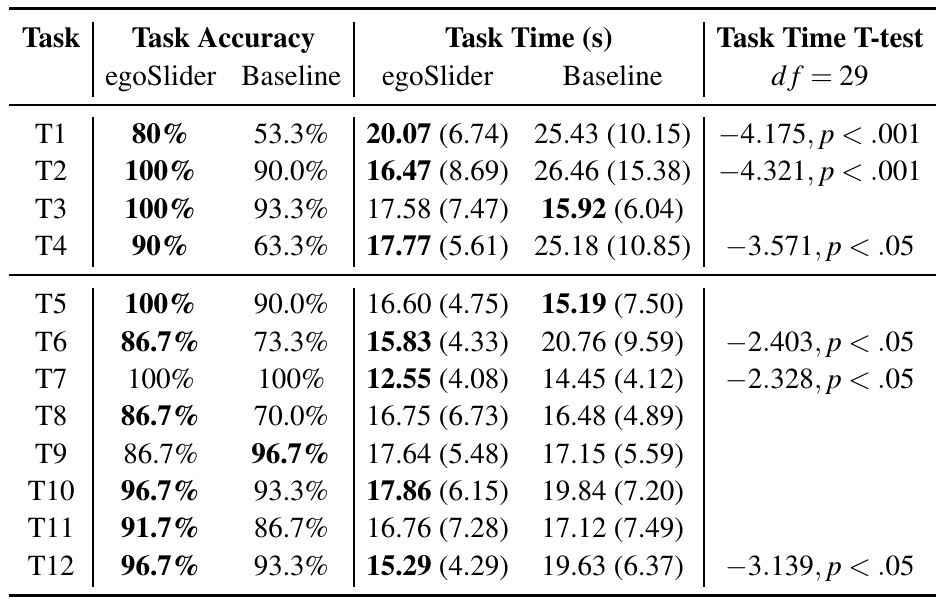 Task Task Accuracy Task Time (s) Task Time T-test
egoSlider Baseline egoSlider Baseline df = 29
T1 80% 53.3% 20.07 (6.74) 25.43 (10.15) −4.175, p < .001
T2 100% 90.0% 16.47 (8.69) 26.46 (15.38) −4.321, p < .001
T3 100% 93.3% 17.58 (7.47) 15.92 (6.04)
T4 90% 63.3% 17.77 (5.61) 25.18 (10.85) −3.571, p < .05
T5 100% 90.0% 16.60 (4.75) 15.19 (7.50)
T6 86.7% 73.3% 15.83 (4.33) 20.76 (9.59) −2.403, p < .05
T7 100% 100% 12.55 (4.08) 14.45 (4.12) −2.328, p < .05
T8 86.7% 70.0% 16.75 (6.73) 16.48 (4.89)
T9 86.7% 96.7% 17.64 (5.48) 17.15 (5.59)
T10 96.7% 93.3% 17.86 (6.15) 19.84 (7.20)
T11 91.7% 86.7% 16.76 (7.28) 17.12 (7.49)
T12 96.7% 93.3% 15.29 (4.29) 19.63 (6.37) −3.139, p < .05